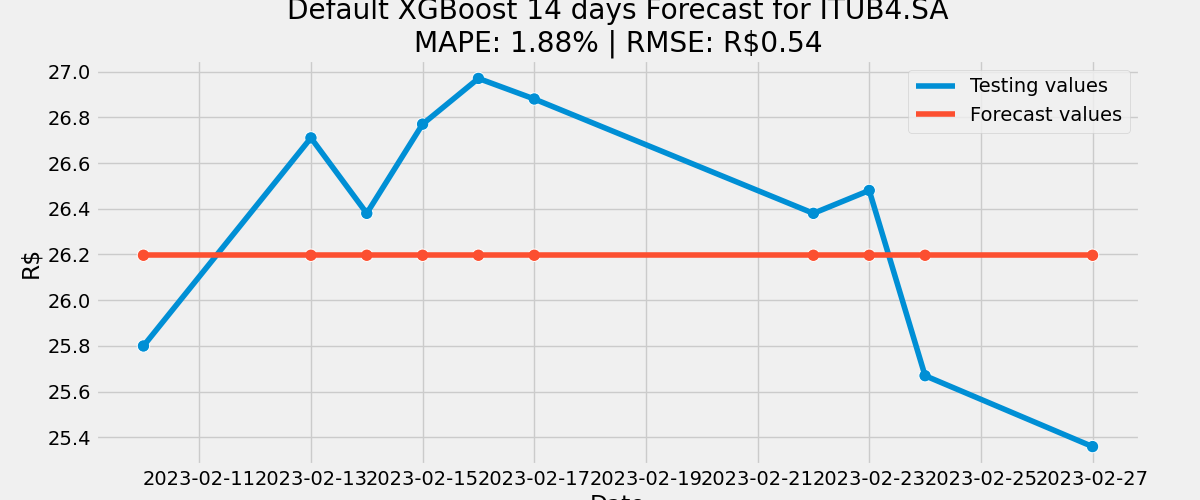 Default XGBoost 14 days Forecast for ITUB4.SA
MAPE: 1.88% | RMSE: R$0.54
27.0
26.8
26.6
26.4
26.2
26.0
25.8
25.6
25.4
R$
Testing values
Forecast values
2023-02-11 2023-02-13 2023-02-15 2023-02-17 2023-02-19 2023-02-21 2023-02-23 2023-02-25 2023-02-27
Date